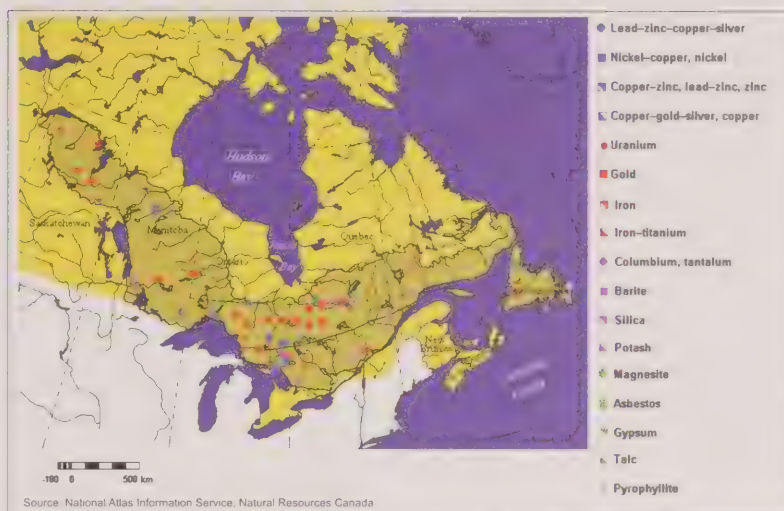 Lead–zinc–copper–silver
Nickel–copper, nickel
Copper–zinc, lead–zinc, zinc
Copper–gold–silver, copper
Uranium
Gold
Iron
Iron–titanium
Columbium, tantalum
Barite
Silica
Potash
Magnesite
Asbestos
Gypsum
Talc
Pyrophyllite
Hudson
Bay
Saskatchewan
Manitoba
Quebec
Bay
New
-100 0 500 km
Source: National Atlas Information Service, Natural Resources Canada